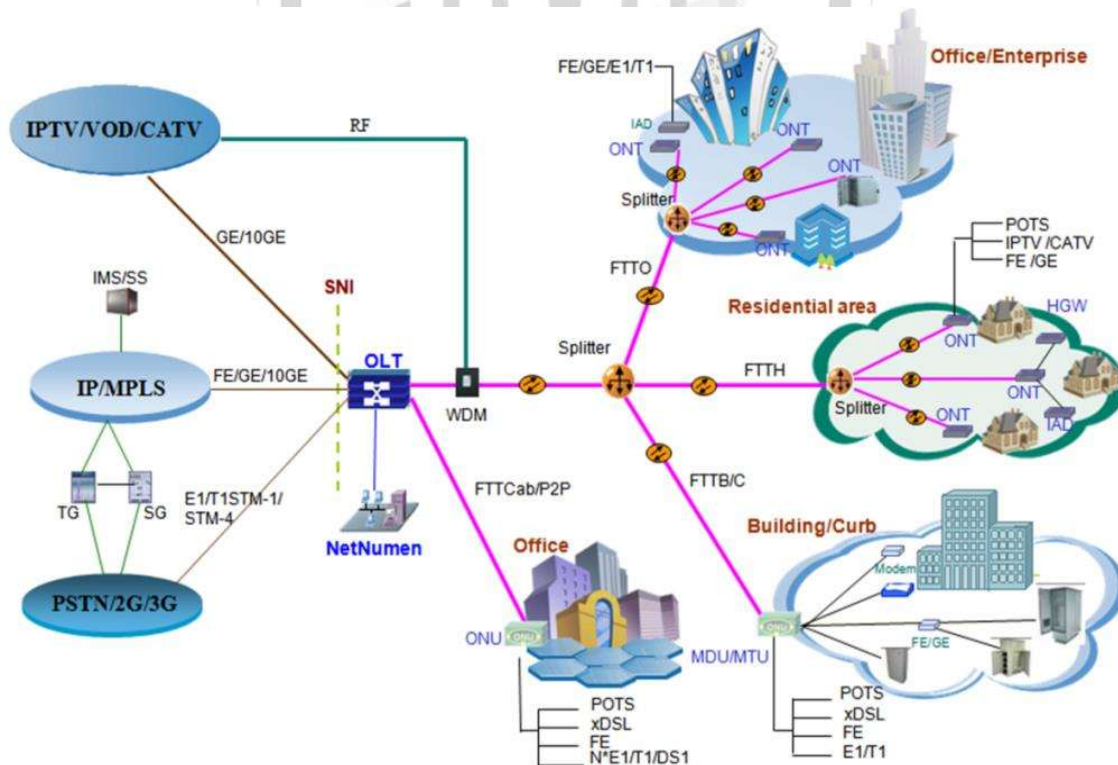 Office/Enterprise
FE/GE/E1/T1
IPTV/VOD/CATV
RF
IAD
ONT
ONT
ONT
Splitter
ONT
GE/10GE
POTS
IPTV /CATV
FE /GE
FTTO
IMS/SS
SNI
Residential area
HGW
ONT
OLT
Splitter
IP/MPLS
FE/GE/10GE
FTTH
ONT
Splitter
WDM
ONT
IAD
FTTCab/P2P
FTTB/C
TG
SG
E1/T1STM-1/
STM-4
NetNumen
Office
Building/Curb
Modem
PSTN/2G/3G
ONU
ONU
ONU
MDU/MTU
FE/GE
POTS
xDSL
FE
N*E1/T1/DS1
POTS
xDSL
FE
E1/T1